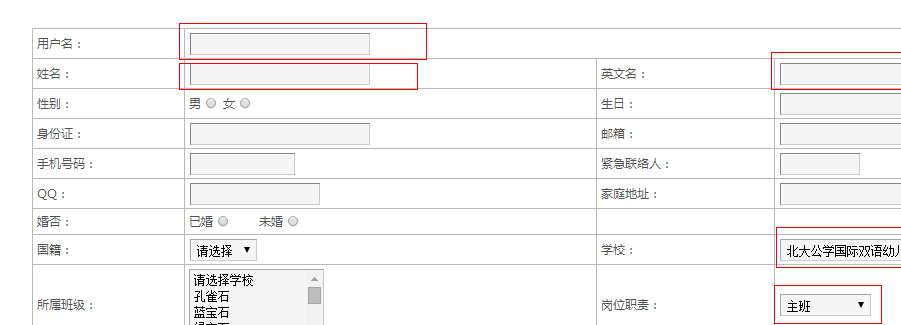 用户名：
姓名：
英文名：
性别：
男 女
生日：
身份证：
邮箱：
手机号码：
紧急联络人：
QQ：
家庭地址：
婚否：
已婚 未婚
国籍：
请选择
学校：
北大公学国际双语幼儿
所属班级：
请选择学校
孔雀石
蓝宝石
岗位职责：
主班